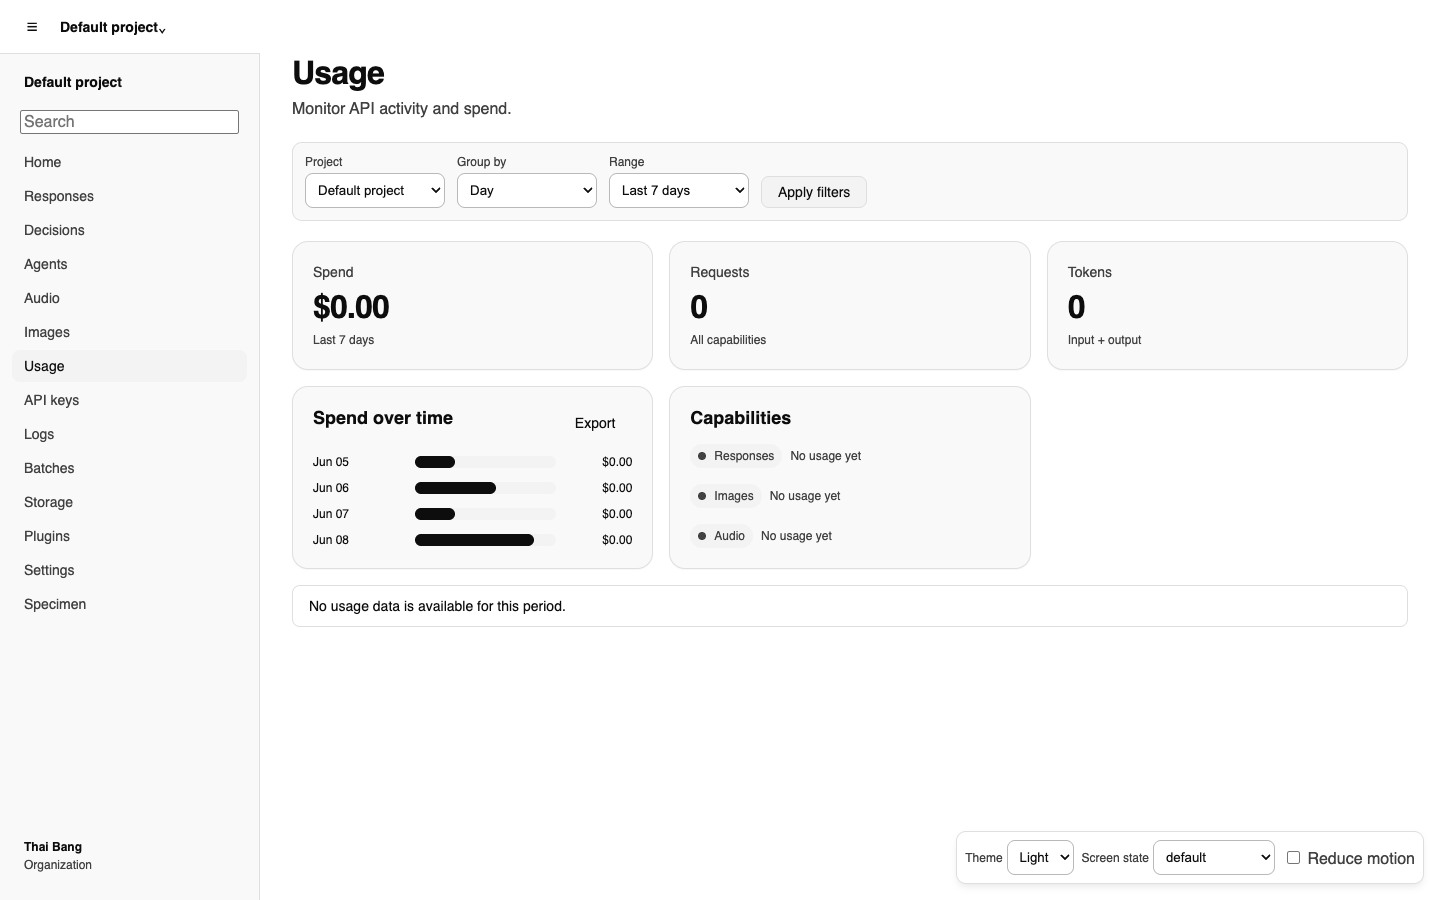 ≡ Default project⌄
Default project
Search
Home
Responses
Decisions
Agents
Audio
Images
Usage
API keys
Logs
Batches
Storage
Plugins
Settings
Specimen
Thai Bang
Organization
Usage
Monitor API activity and spend.
Project Group by Range
Default project Day Last 7 days Apply filters
Spend
$0.00
Last 7 days
Requests
0
All capabilities
Tokens
0
Input + output
Spend over time Export
Jun 05 $0.00
Jun 06 $0.00
Jun 07 $0.00
Jun 08 $0.00
Capabilities
Responses No usage yet
Images No usage yet
Audio No usage yet
No usage data is available for this period.
Theme Light Screen state default Reduce motion